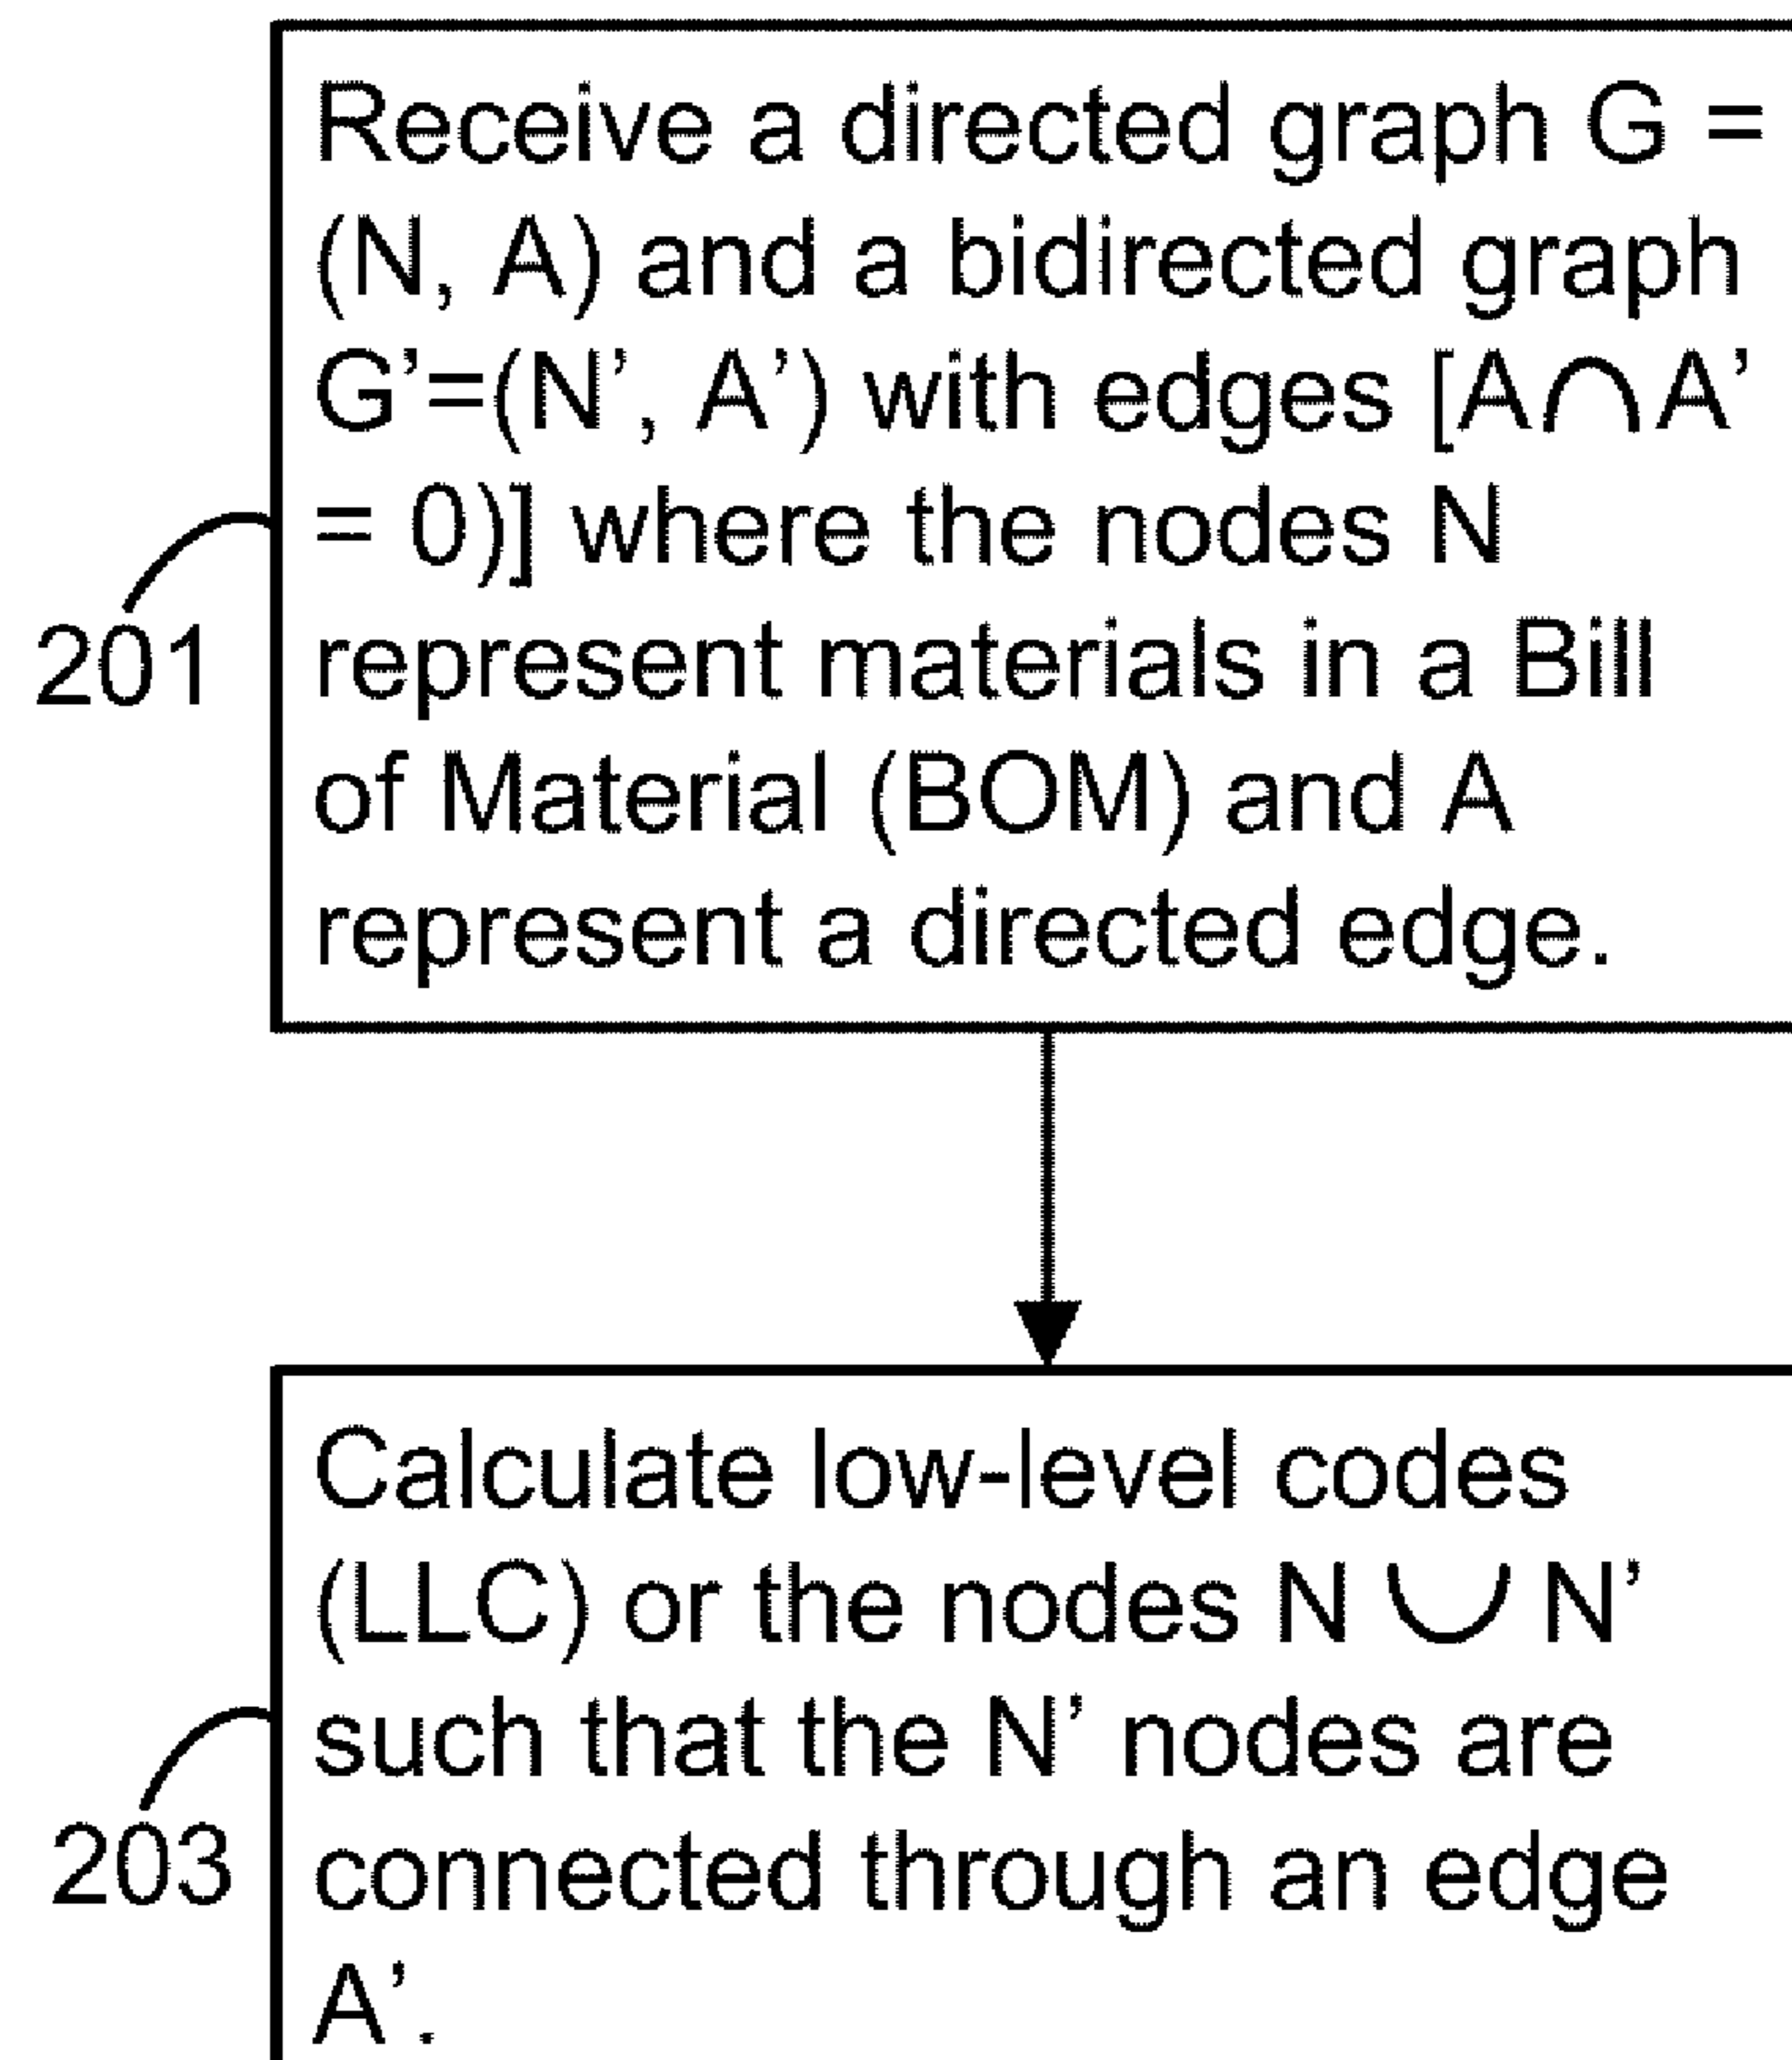 Receive a directed graph G =
(N, A) and a bidirected graph
G’=(N’, A’) with edges [A∩A’
= 0)] where the nodes N
201
represent materials in a Bill
of Material (BOM) and A
represent a directed edge.
Calculate low-level codes
(LLC) or the nodes N ∪ N’
such that the N’ nodes are
203
connected through an edge
A’.